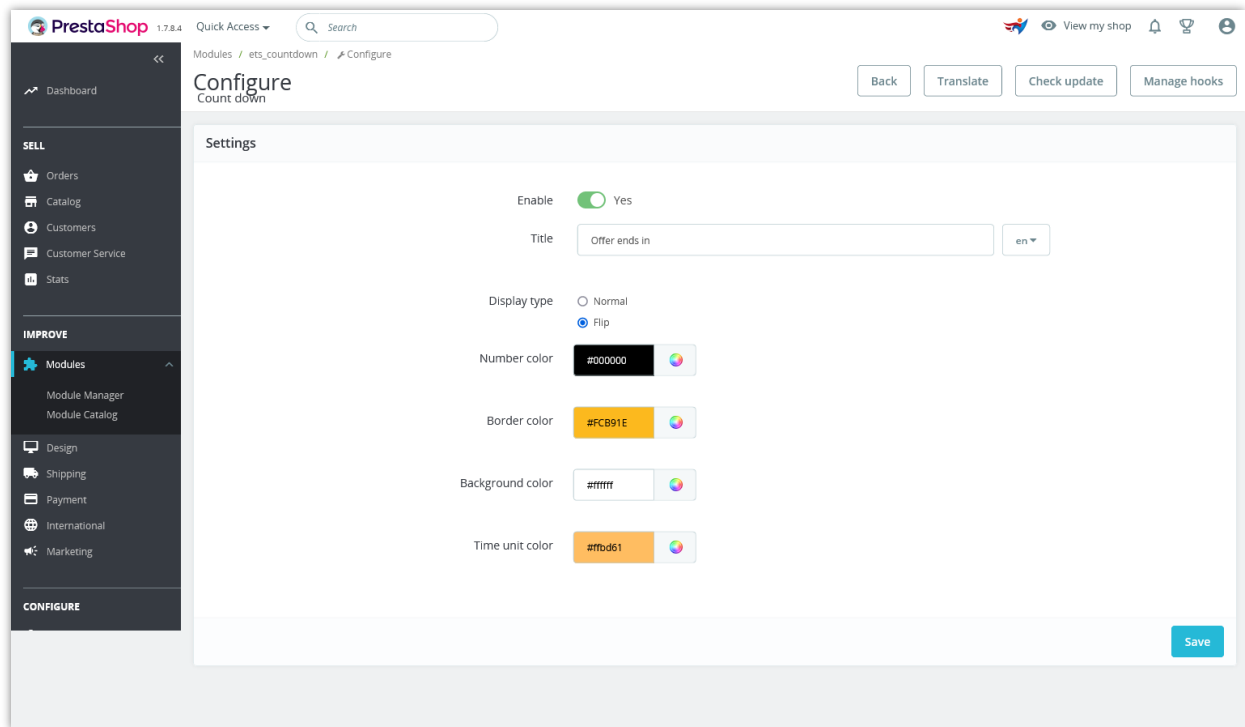 PrestaShop 1.7.8.4 Quick Access Search View my shop
Modules / ets_countdown / Configure
Configure
Count down
Back Translate Check update Manage hooks
Dashboard
SELL
Orders
Catalog
Customers
Customer Service
Stats
IMPROVE
Modules
Module Manager
Module Catalog
Design
Shipping
Payment
International
Marketing
CONFIGURE
Settings
Enable Yes
Title Offer ends in en
Display type Normal
Flip
Number color #000000
Border color #FCB91E
Background color #ffffff
Time unit color #ffbd61
Save